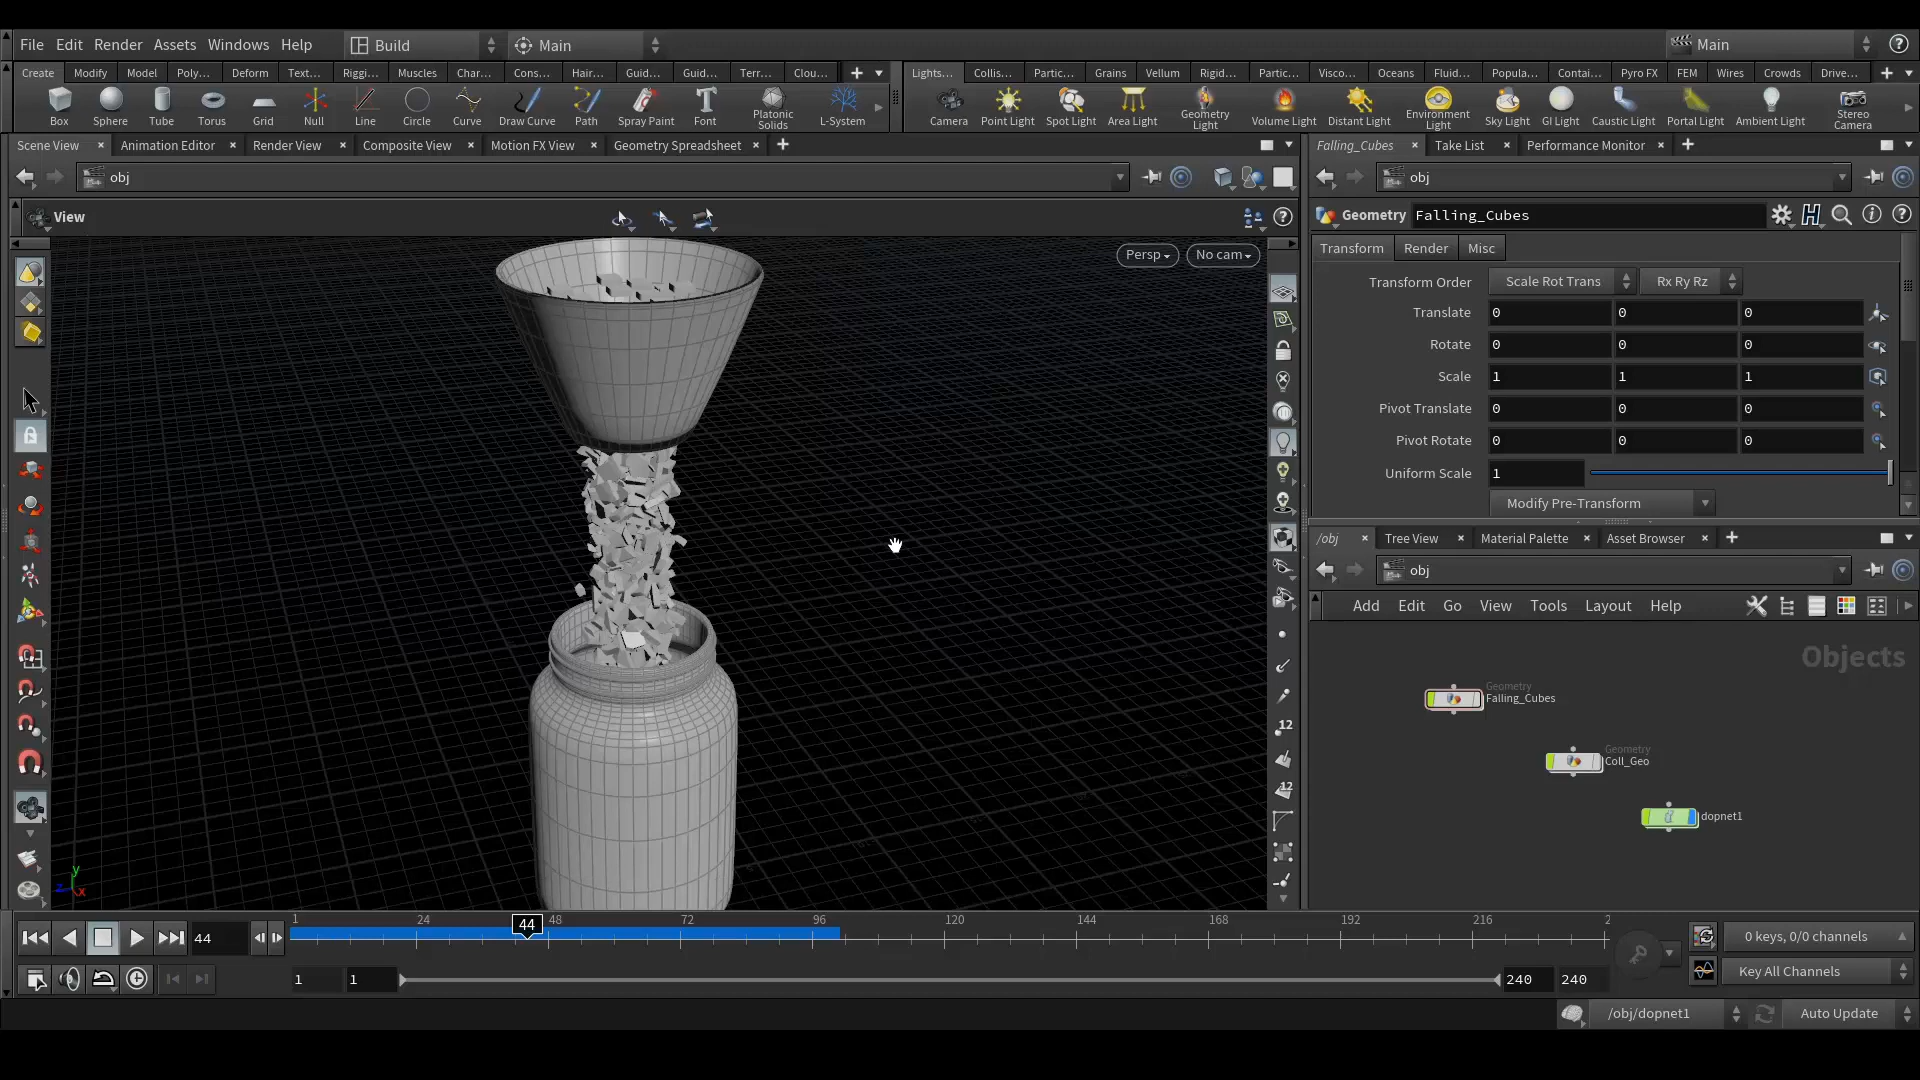 File Edit Render Assets Windows Help Build Main Main
Create Modify Model Poly... Deform Text... Riggi... Muscles Char... Cons... Hair... Guid... Guid... Terr... Clou... Lights... Collis... Partic... Grains Vellum Rigid... Partic... Visco... Oceans Fluid... Popula... Contai... Pyro FX FEM Wires Crowds Drive...
Box Sphere Tube Torus Grid Null Line Circle Curve Draw Curve Path Spray Paint Font Platonic Solids L-System Camera Point Light Spot Light Area Light Geometry Light Volume Light Distant Light Environment Light Sky Light GI Light Caustic Light Portal Light Ambient Light Stereo Camera
Scene View Animation Editor Render View Composite View Motion FX View Geometry Spreadsheet Falling_Cubes Take List Performance Monitor
obj obj
View
Geometry Falling_Cubes
Persp No cam
Transform Render Misc
Transform Order Scale Rot Trans Rx Ry Rz
Translate 0 0 0
Rotate 0 0 0
Scale 1 1 1
Pivot Translate 0 0 0
Pivot Rotate 0 0 0
Uniform Scale 1
Modify Pre-Transform
/obj Tree View Material Palette Asset Browser
obj
Add Edit Go View Tools Layout Help
Objects
Geometry
Falling_Cubes
Geometry
Coll_Geo
dopnet1
12
12
y
z x
1 24 44 48 72 96 120 144 168 192 216 2
44
0 keys, 0/0 channels
1 1 240 240
Key All Channels
/obj/dopnet1 Auto Update